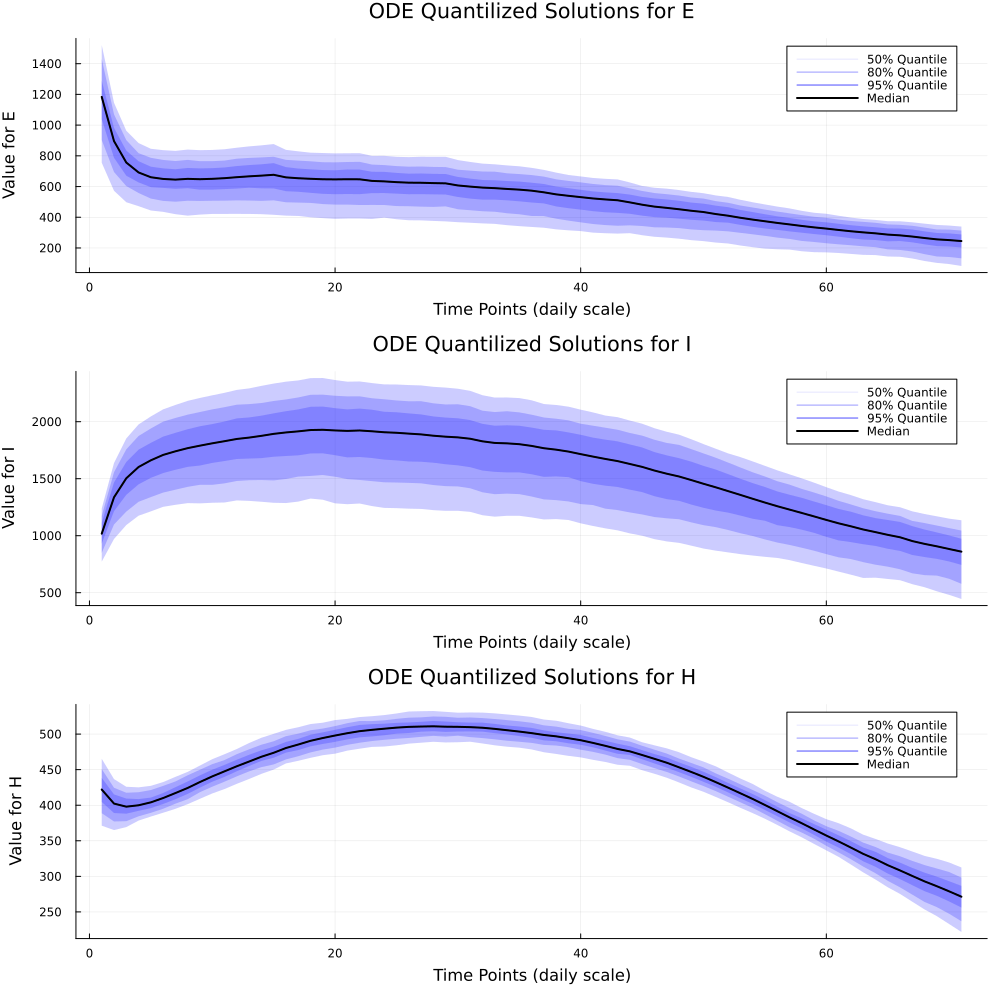 ODE Quantilized Solutions for E
Value for E
1400
1200
1000
800
600
400
200
50% Quantile
80% Quantile
95% Quantile
Median
0 20 40 60
Time Points (daily scale)
ODE Quantilized Solutions for I
Value for I
2000
1500
1000
500
50% Quantile
80% Quantile
95% Quantile
Median
0 20 40 60
Time Points (daily scale)
ODE Quantilized Solutions for H
Value for H
500
450
400
350
300
250
50% Quantile
80% Quantile
95% Quantile
Median
0 20 40 60
Time Points (daily scale)